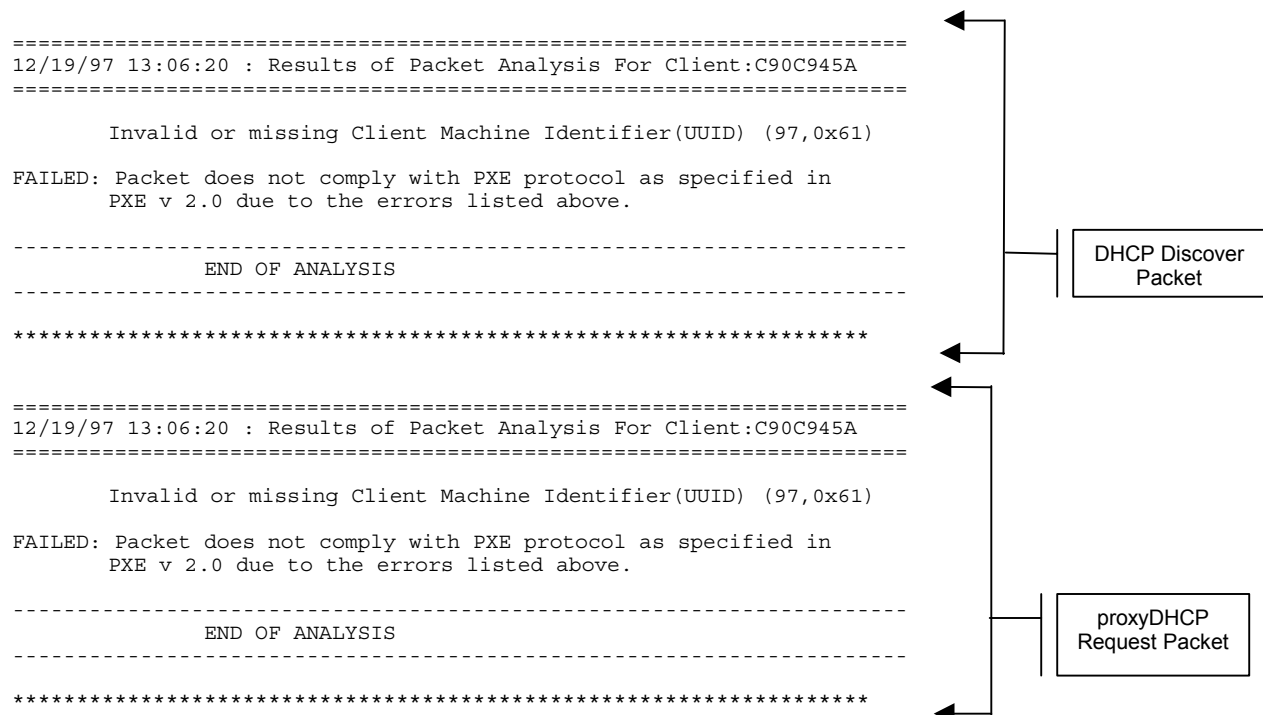 ======================================================================
12/19/97 13:06:20 : Results of Packet Analysis For Client:C90C945A
======================================================================
Invalid or missing Client Machine Identifier(UUID) (97,0x61)
FAILED: Packet does not comply with PXE protocol as specified in
PXE v 2.0 due to the errors listed above.
----------------------------------------------------------------------
END OF ANALYSIS
----------------------------------------------------------------------
*******************************************************************
DHCP Discover
Packet
======================================================================
12/19/97 13:06:20 : Results of Packet Analysis For Client:C90C945A
======================================================================
Invalid or missing Client Machine Identifier(UUID) (97,0x61)
FAILED: Packet does not comply with PXE protocol as specified in
PXE v 2.0 due to the errors listed above.
----------------------------------------------------------------------
END OF ANALYSIS
----------------------------------------------------------------------
*******************************************************************
proxyDHCP
Request Packet